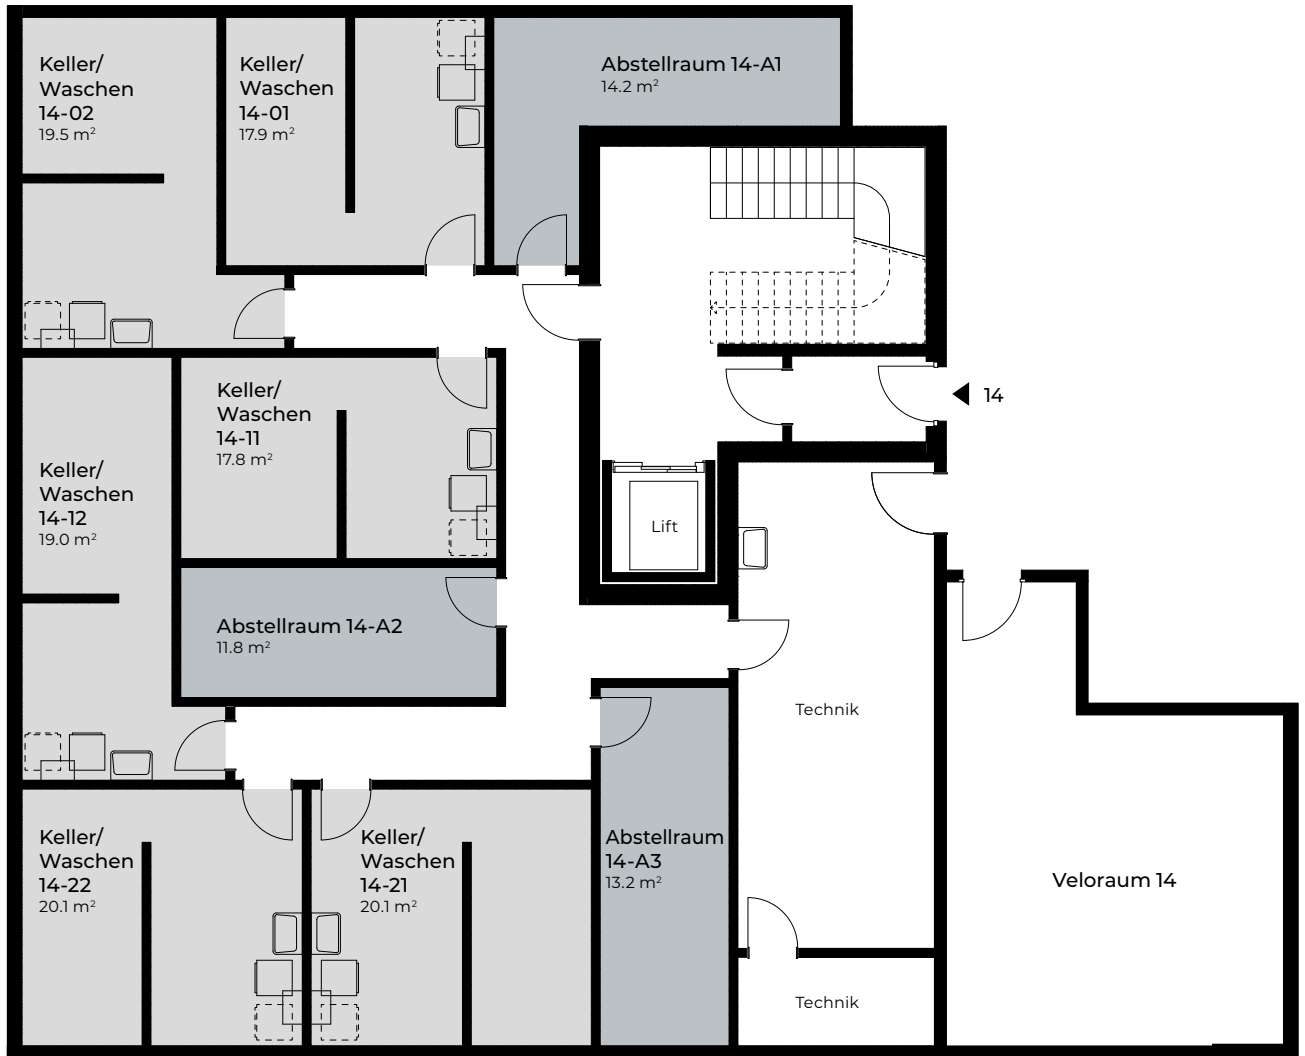 Keller/
Waschen
14-02
19.5 m²
Keller/
Waschen
14-01
17.9 m²
Abstellraum 14-A1
14.2 m²
14
Keller/
Waschen
14-11
17.8 m²
Keller/
Waschen
14-12
19.0 m²
Lift
Abstellraum 14-A2
11.8 m²
Technik
Keller/
Waschen
14-22
20.1 m²
Keller/
Waschen
14-21
20.1 m²
Abstellraum
14-A3
13.2 m²
Veloraum 14
Technik